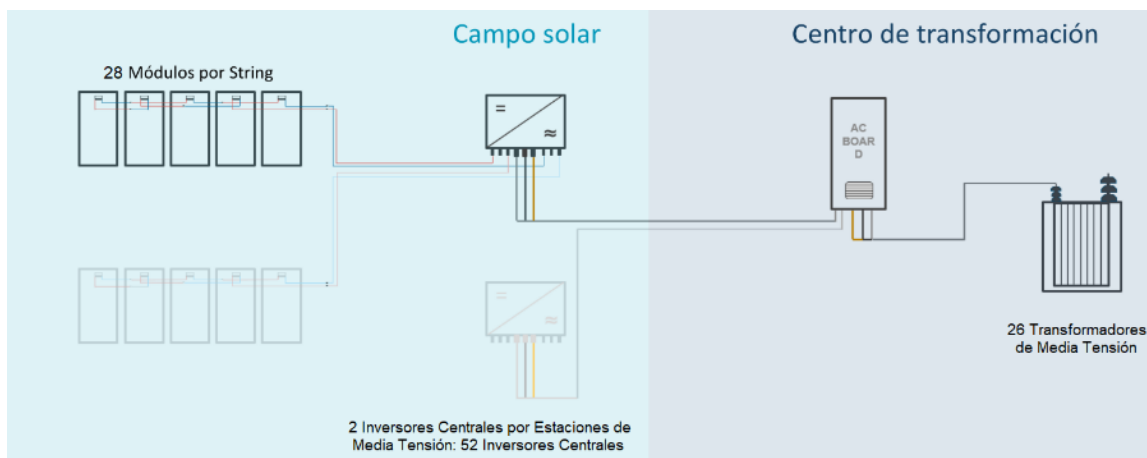 Campo solar
Centro de transformación
28 Módulos por String
AC
BOAR
D
26 Transformadores
de Media Tensión
2 Inversores Centrales por Estaciones de
Media Tensión: 52 Inversores Centrales